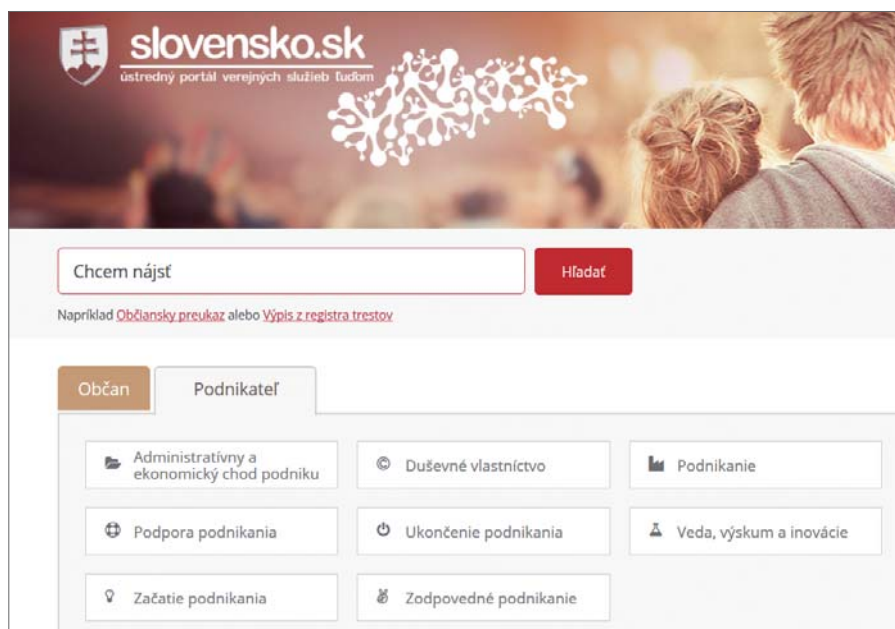 slovensko.sk
ústredný portál verejných služieb ľuďom
Chcem nájsť
Hľadať
Napríklad Občiansky preukaz alebo Výpis z registra trestov
Občan
Podnikateľ
Administratívny a
ekonomický chod podniku
Duševné vlastníctvo
Podnikanie
Podpora podnikania
Ukončenie podnikania
Veda, výskum a inovácie
Začatie podnikania
Zodpovedné podnikanie